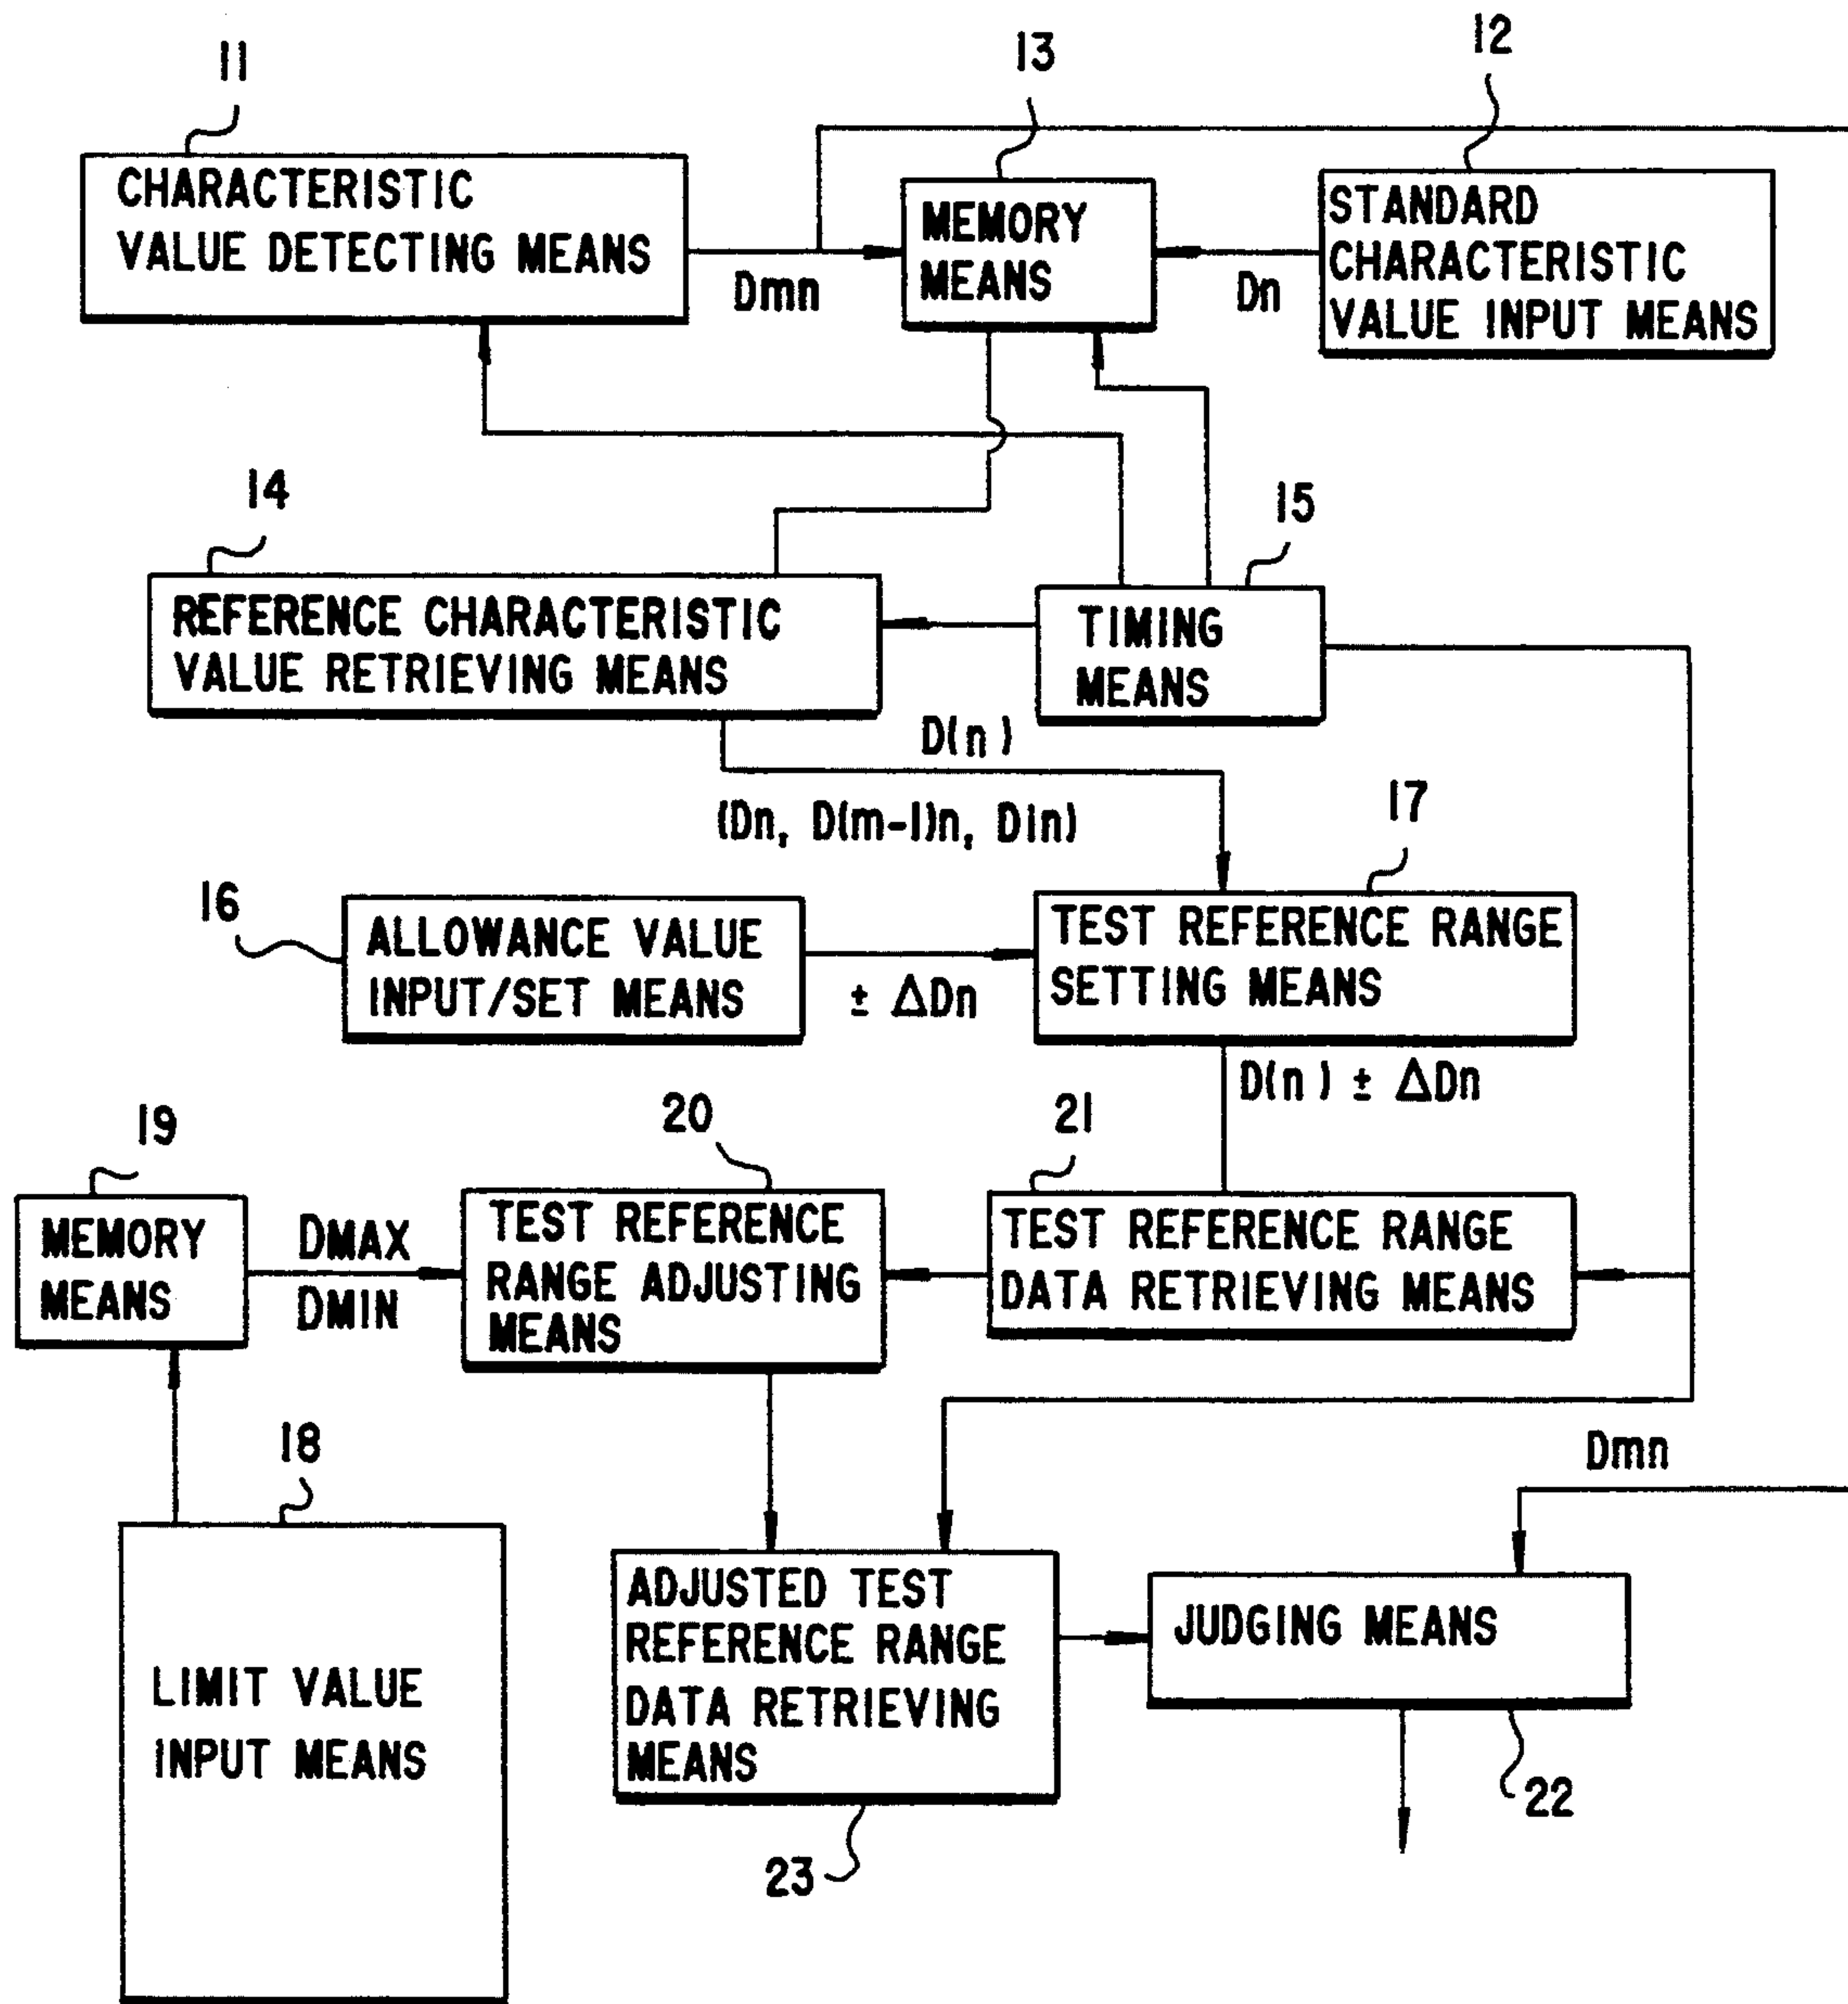 11
13
12
CHARACTERISTIC
VALUE DETECTING MEANS
Dmn
MEMORY
MEANS
Dn
STANDARD
CHARACTERISTIC
VALUE INPUT MEANS
14
15
REFERENCE CHARACTERISTIC
VALUE RETRIEVING MEANS
TIMING
MEANS
D(n)
(Dn, D(m-1)n, D1n)
17
16
ALLOWANCE VALUE
INPUT/SET MEANS
± ΔDn
TEST REFERENCE RANGE
SETTING MEANS
D(n) ± ΔDn
19
20
21
MEMORY
MEANS
DMAX
DMIN
TEST REFERENCE
RANGE ADJUSTING
MEANS
TEST REFERENCE RANGE
DATA RETRIEVING MEANS
18
Dmn
LIMIT VALUE
INPUT MEANS
ADJUSTED TEST
REFERENCE RANGE
DATA RETRIEVING
MEANS
JUDGING MEANS
22
23